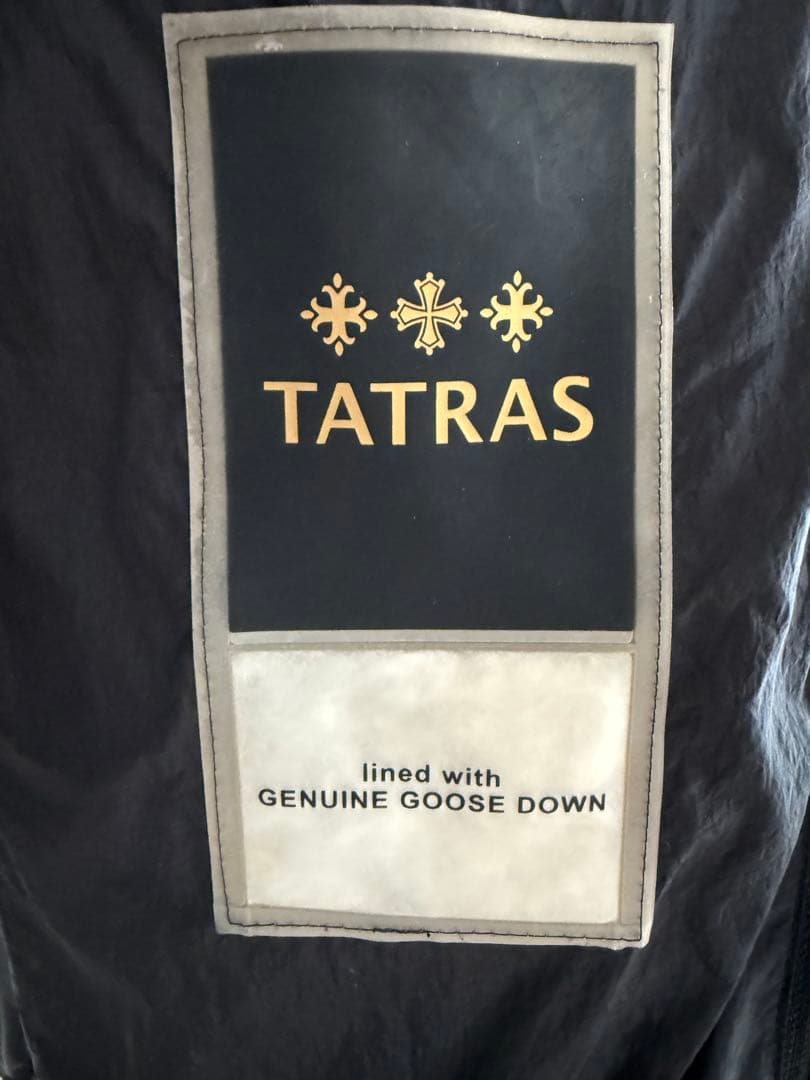 TATRAS
lined with
GENUINE GOOSE DOWN